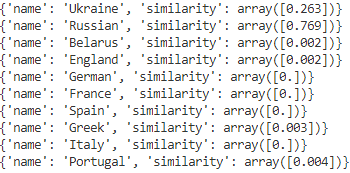 {'name': 'Ukraine', 'similarity': array([0.263])}
{'name': 'Russian', 'similarity': array([0.769])}
{'name': 'Belarus', 'similarity': array([0.002])}
{'name': 'England', 'similarity': array([0.002])}
{'name': 'German', 'similarity': array([0.])}
{'name': 'France', 'similarity': array([0.])}
{'name': 'Spain', 'similarity': array([0.])}
{'name': 'Greek', 'similarity': array([0.003])}
{'name': 'Italy', 'similarity': array([0.])}
{'name': 'Portugal', 'similarity': array([0.004])}